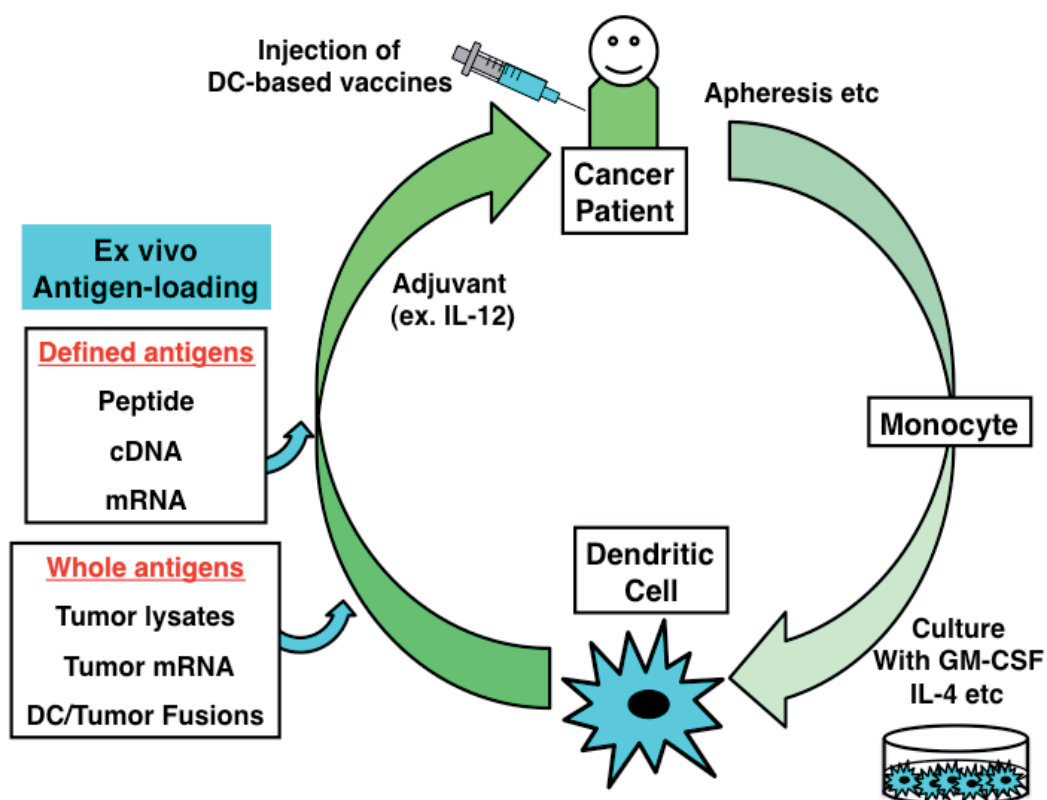 Injection of
DC-based vaccines
Apheresis etc
Cancer
Patient
Ex vivo
Antigen-loading
Adjuvant
(ex. IL-12)
Defined antigens
Peptide
cDNA
mRNA
Monocyte
Whole antigens
Tumor lysates
Tumor mRNA
DC/Tumor Fusions
Dendritic
Cell
Culture
With GM-CSF
IL-4 etc